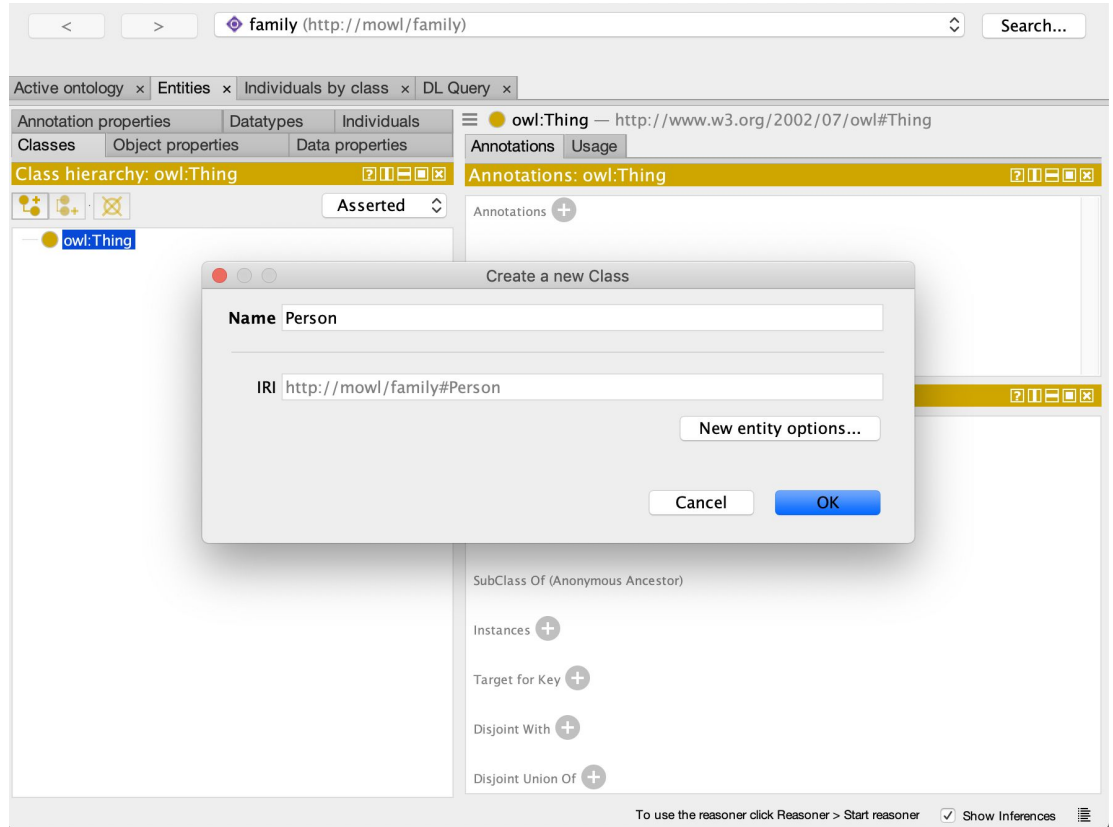 < > family (http://mowl/family) Search...
Active ontology × Entities × Individuals by class × DL Query ×
Annotation properties Datatypes Individuals
Classes Object properties Data properties
owl:Thing — http://www.w3.org/2002/07/owl#Thing
Annotations Usage
Class hierarchy: owl:Thing
Annotations: owl:Thing
Asserted
Annotations
owl:Thing
Create a new Class
Name Person
IRI http://mowl/family#Person
New entity options...
Cancel OK
SubClass Of (Anonymous Ancestor)
Instances
Target for Key
Disjoint With
Disjoint Union Of
To use the reasoner click Reasoner > Start reasoner Show Inferences